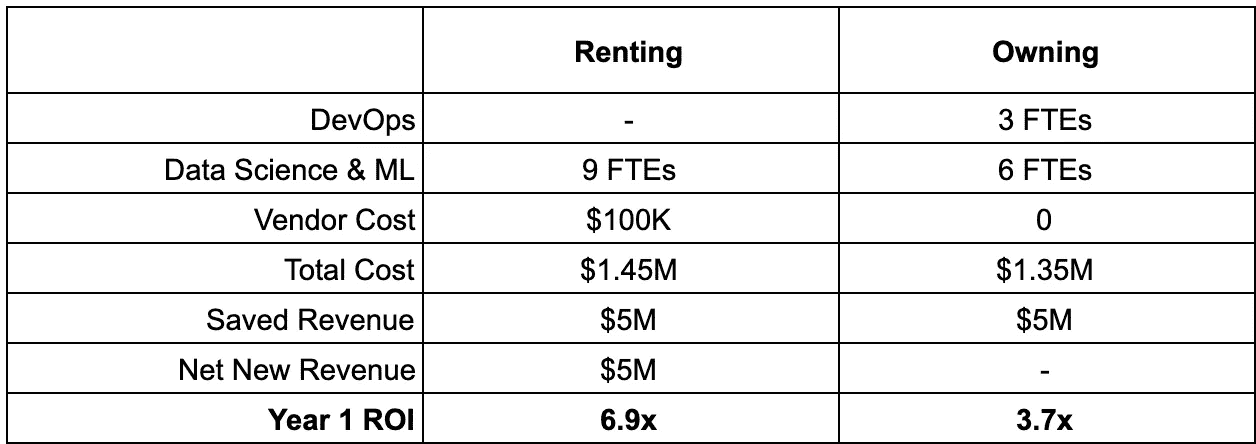 Renting Owning
DevOps - 3 FTEs
Data Science & ML 9 FTEs 6 FTEs
Vendor Cost $100K 0
Total Cost $1.45M $1.35M
Saved Revenue $5M $5M
Net New Revenue $5M -
Year 1 ROI 6.9x 3.7x